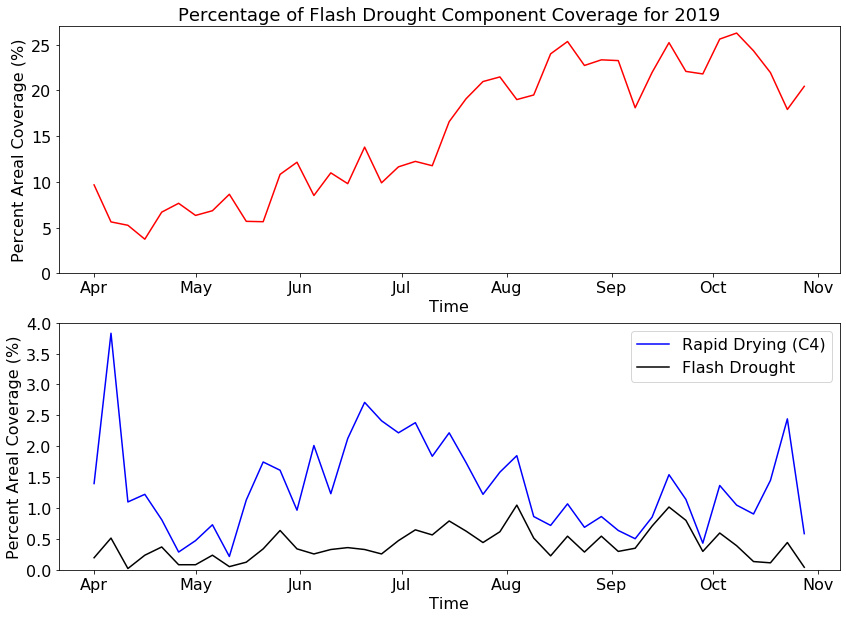 Percentage of Flash Drought Component Coverage for 2019
Percent Areal Coverage (%)
25
20
15
10
5
0
Apr May Jun Jul Aug Sep Oct Nov
Time
Percent Areal Coverage (%)
4.0
3.5
3.0
2.5
2.0
1.5
1.0
0.5
0.0
Rapid Drying (C4)
Flash Drought
Apr May Jun Jul Aug Sep Oct Nov
Time